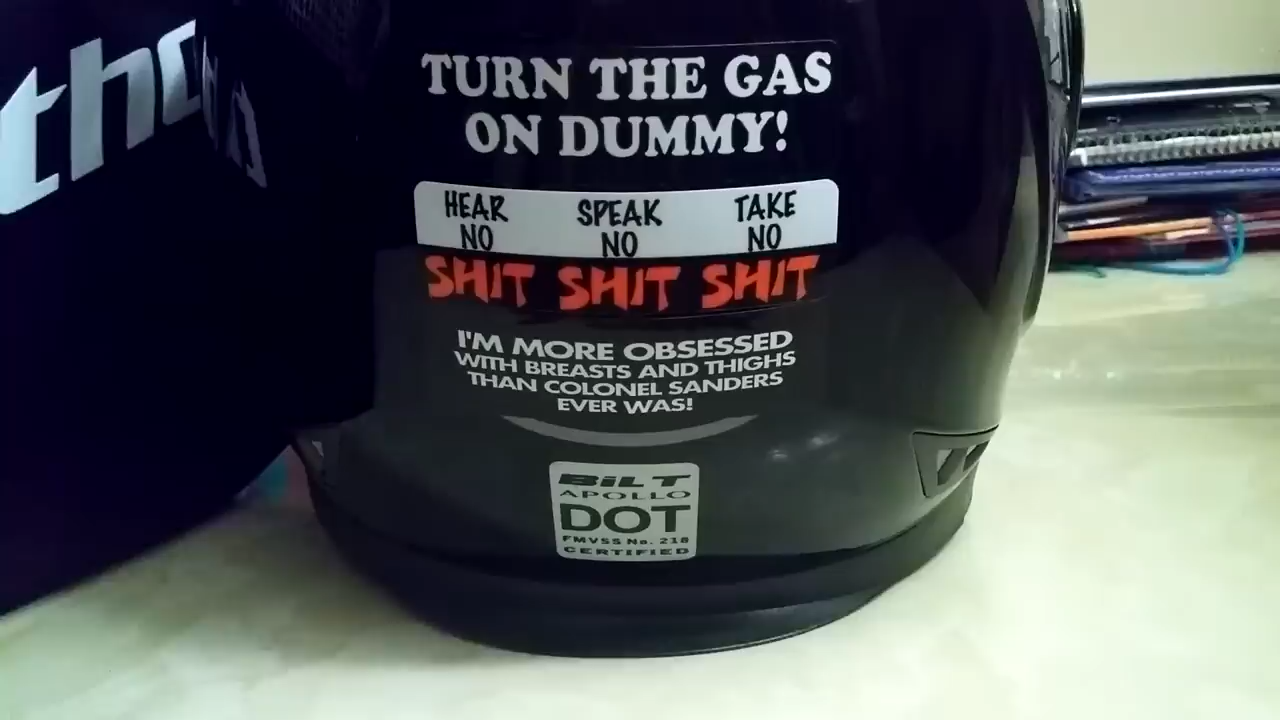 TURN THE GAS
ON DUMMY!
HEAR SPEAK TAKE
NO NO NO
SHIT SHIT SHIT
I'M MORE OBSESSED
WITH BREASTS AND THIGHS
THAN COLONEL SANDERS
EVER WAS!
BiLT
APOLLO
DOT
FMVSS No. 218
CERTIFIED